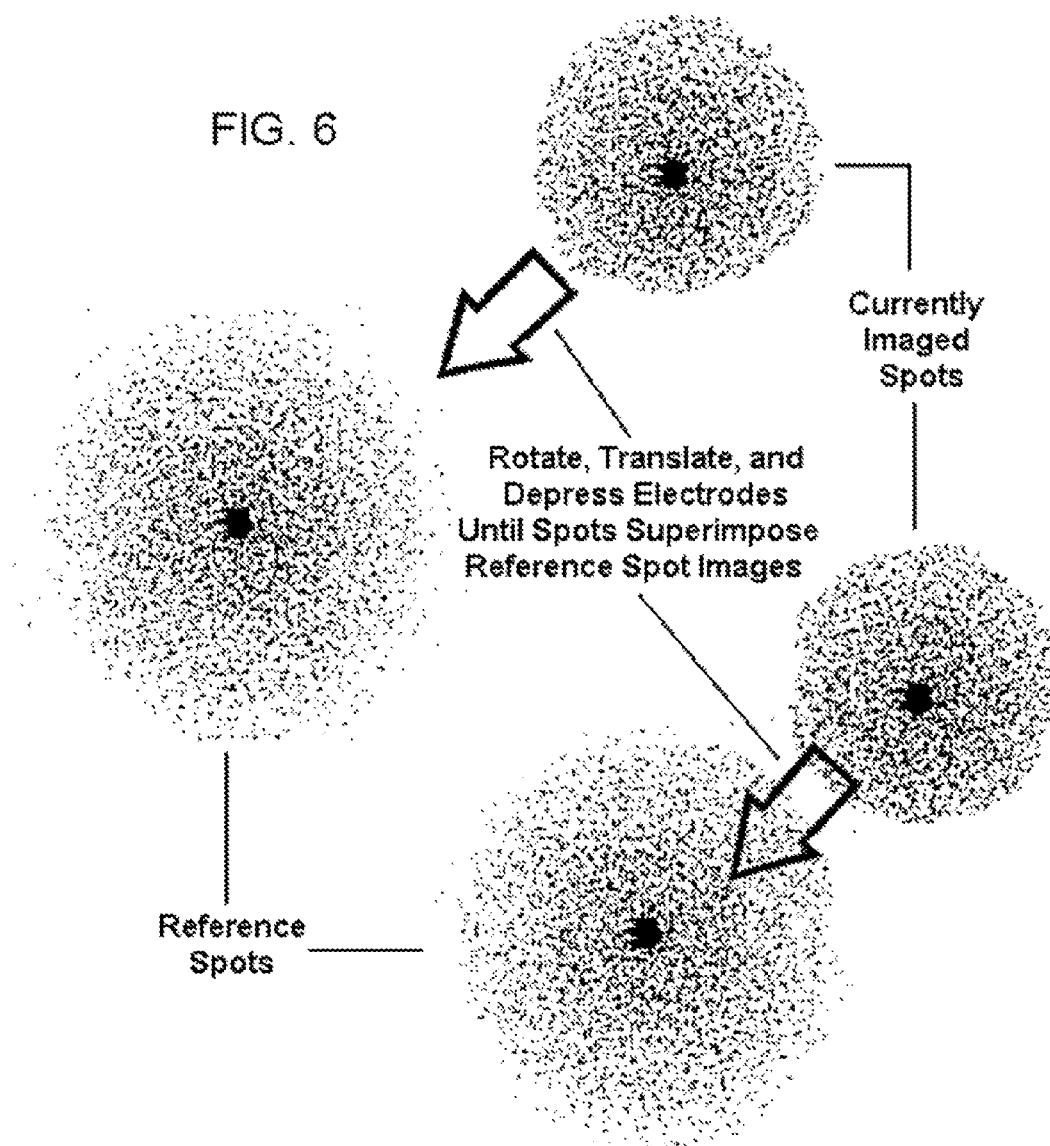 FIG. 6
Currently
Imaged
Spots
Rotate, Translate, and
Depress Electrodes
Until Spots Superimpose
Reference Spot Images
Reference
Spots